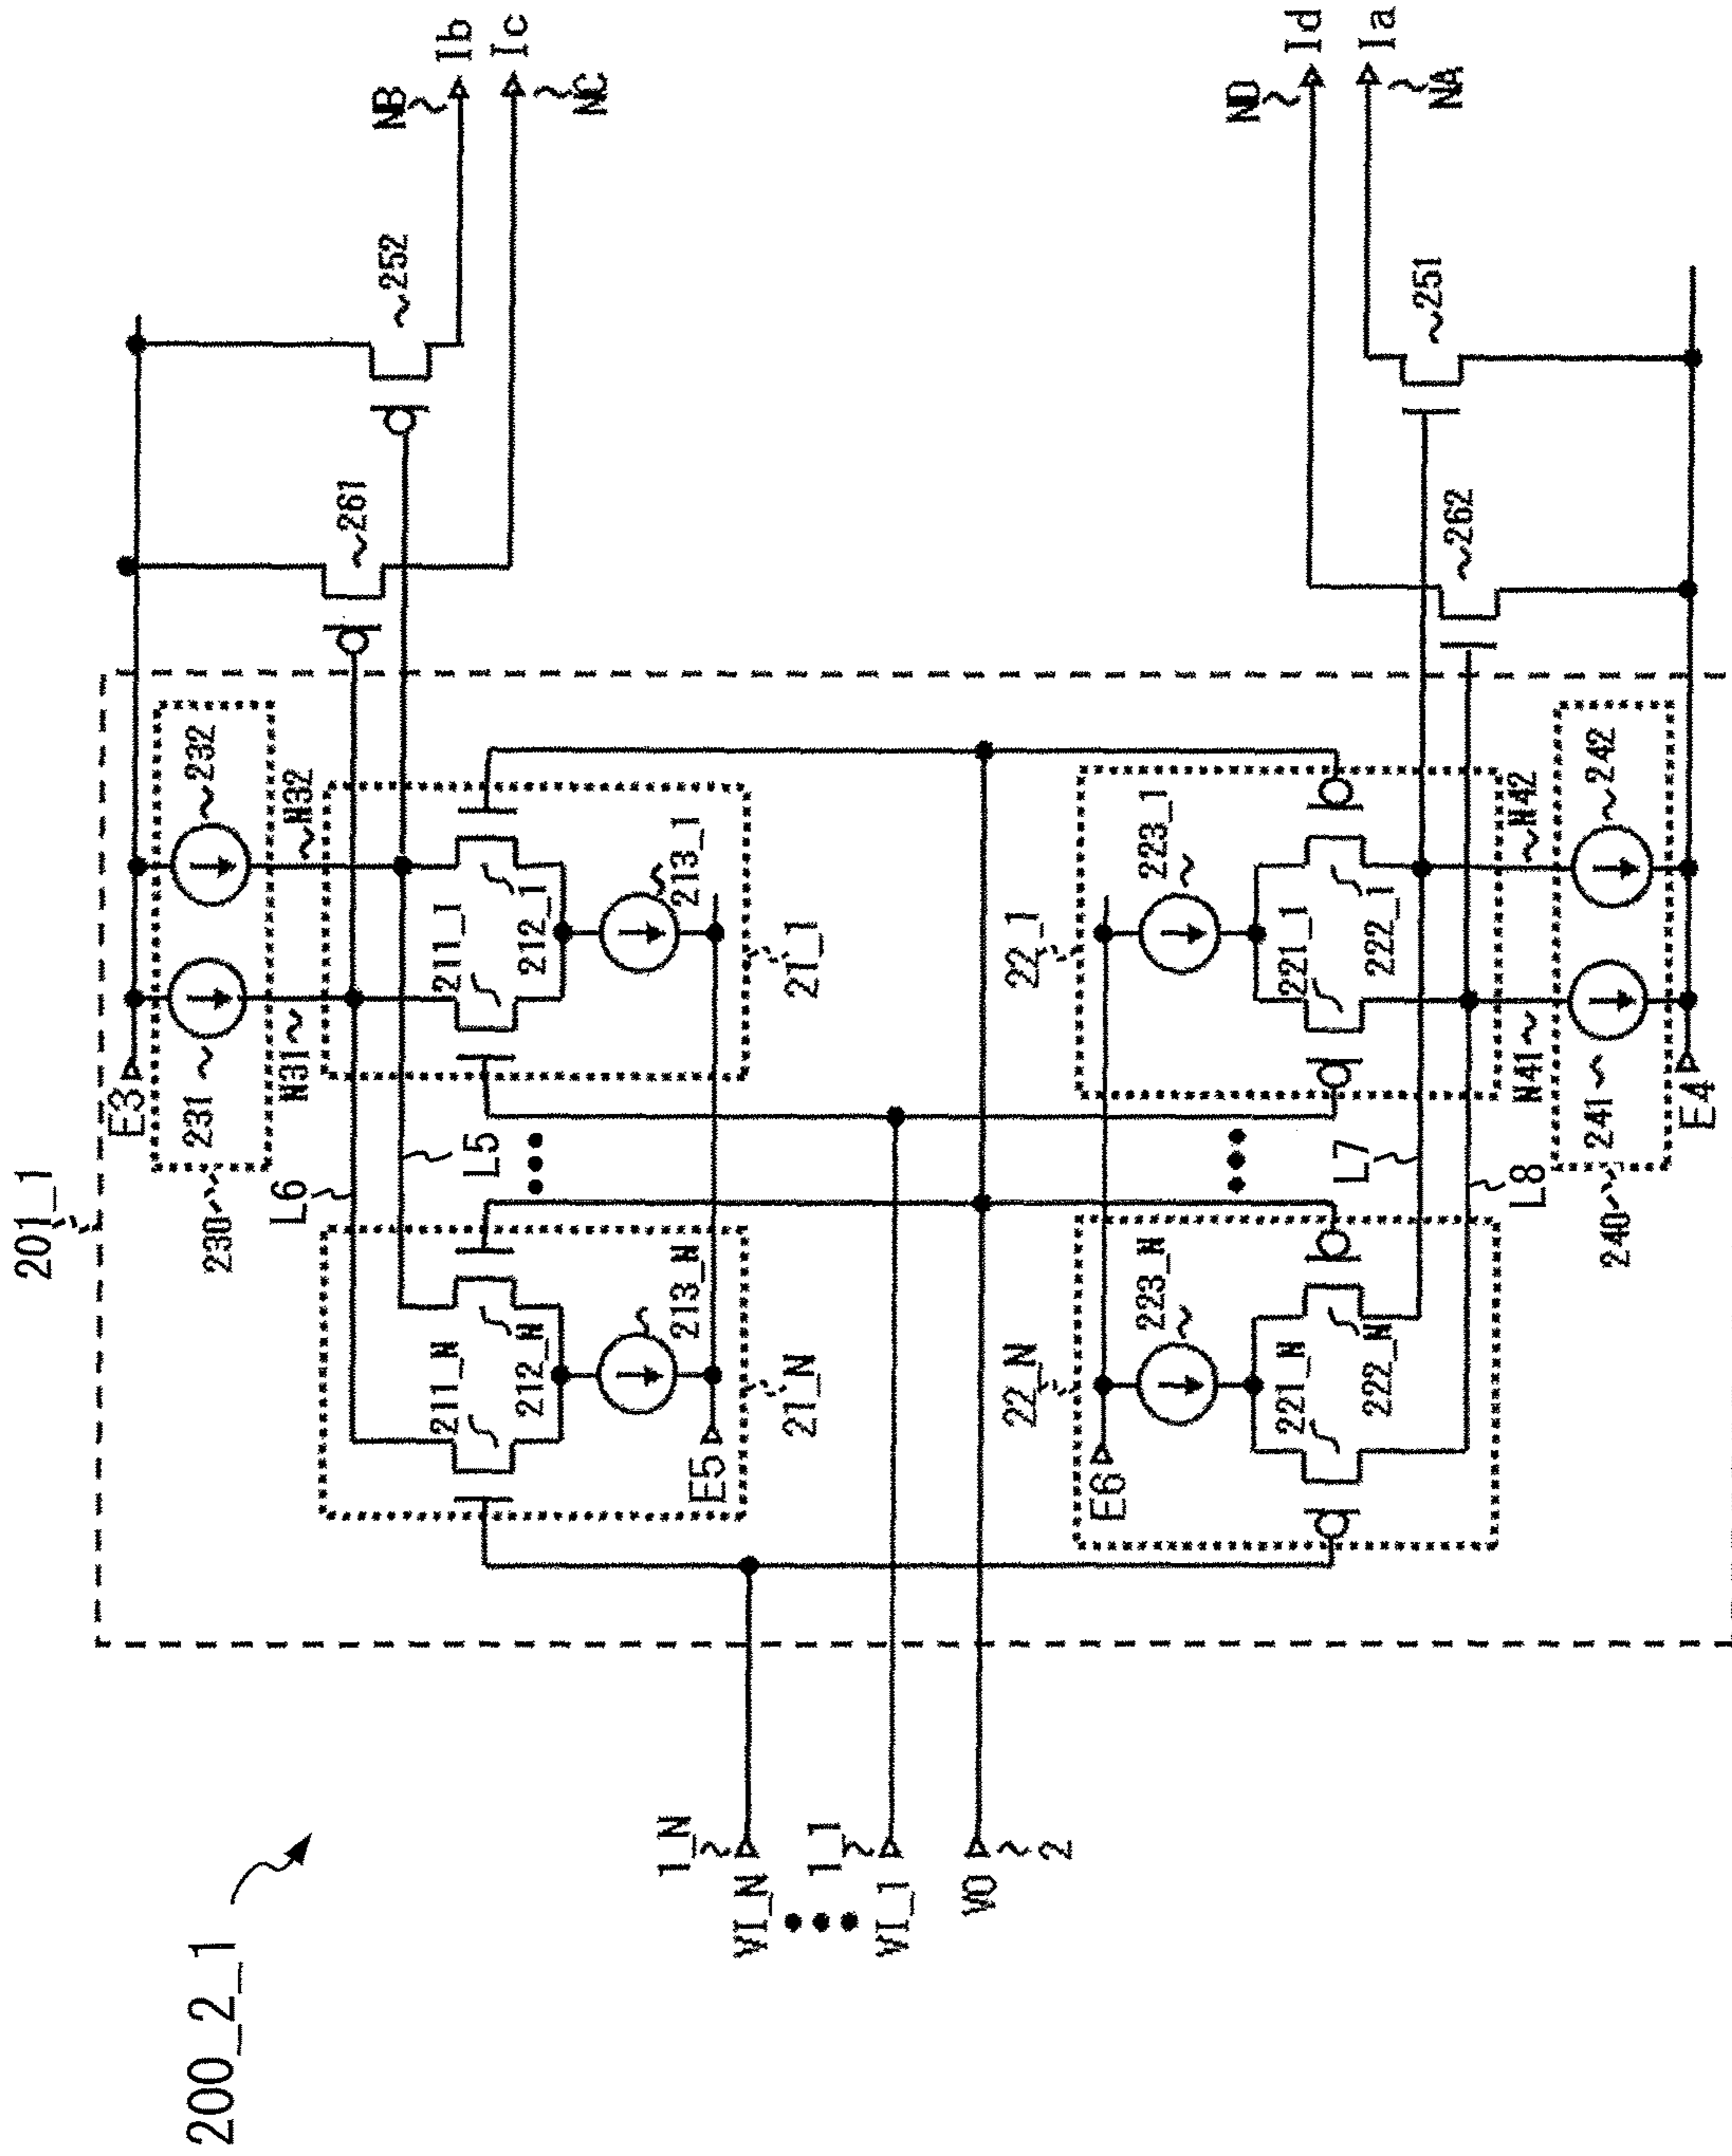 200_2_1
201_1
E3
230
231
232
N31
N32
L6
L5
261
252
NB
Ib
Ic
NC
211_N
212_N
213_N
21_N
E5
211_1
212_1
213_1
21_1
1_N
VI_N
1_1
VI_1
VO
2
22_N
E6
223_N
221_N
222_N
22_1
223_1
221_1
222_1
L7
L8
N41
N42
240
241
242
E4
262
251
ND
Id
Ia
NA